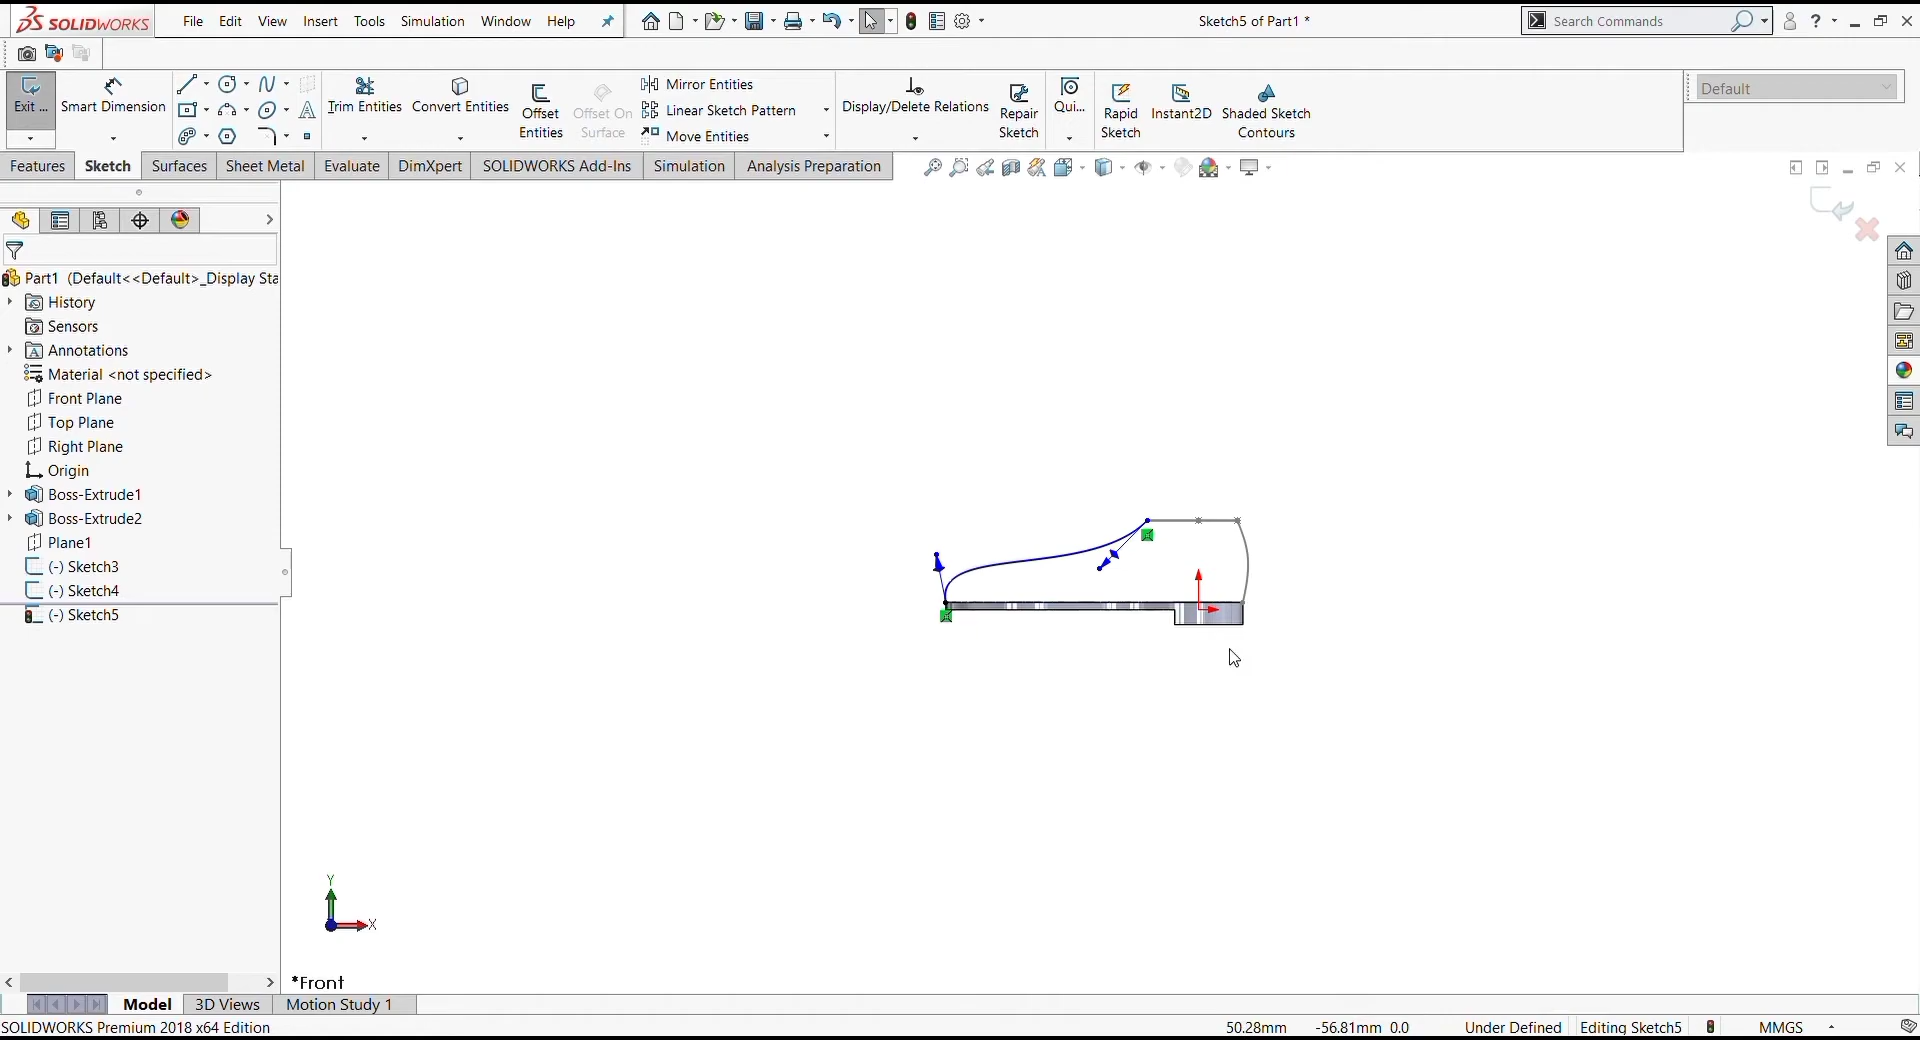 SOLIDWORKS File Edit View Insert Tools Simulation Window Help Sketch5 of Part1 * Search Commands ?
Exit ... Smart Dimension Trim Entities Convert Entities Offset Entities Offset On Surface Mirror Entities Linear Sketch Pattern Move Entities Display/Delete Relations Repair Sketch Qui... Rapid Sketch Instant2D Shaded Sketch Contours Default
Features Sketch Surfaces Sheet Metal Evaluate DimXpert SOLIDWORKS Add-Ins Simulation Analysis Preparation
Part1 (Default<<Default>_Display Sta
History
Sensors
Annotations
Material <not specified>
Front Plane
Top Plane
Right Plane
Origin
Boss-Extrude1
Boss-Extrude2
Plane1
(-) Sketch3
(-) Sketch4
(-) Sketch5
Y
X
*Front
Model 3D Views Motion Study 1
SOLIDWORKS Premium 2018 x64 Edition 50.28mm -56.81mm 0.0 Under Defined Editing Sketch5 MMGS